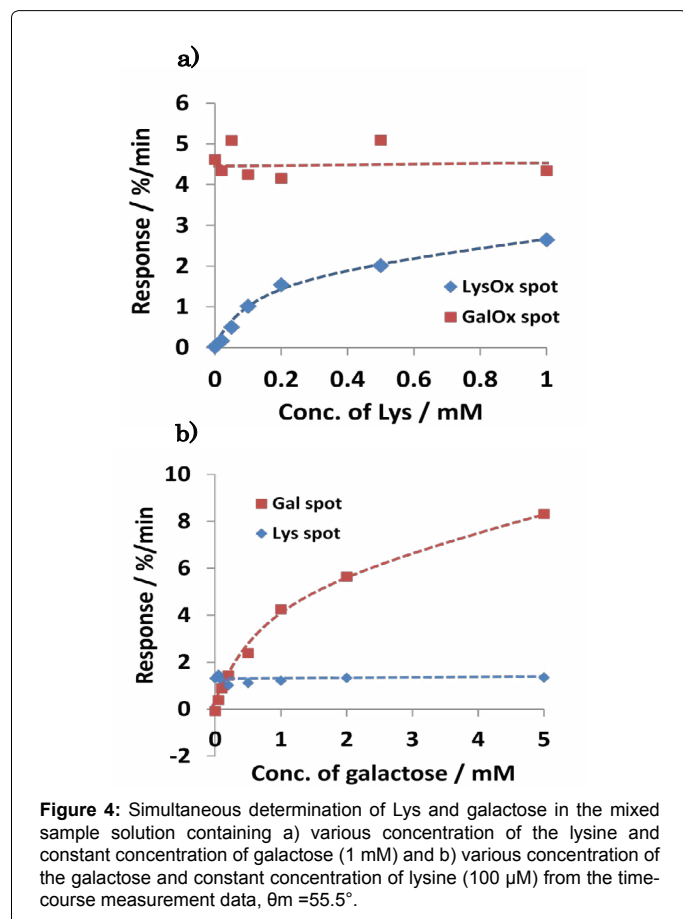 a)
6
5
4
3
2
1
0
Response / %/min
LysOx spot
GalOx spot
0 0.2 0.4 0.6 0.8 1
Conc. of Lys / mM
b)
10
8
6
4
2
0
-2
Response / %/min
Gal spot
Lys spot
0 1 2 3 4 5
Conc. of galactose / mM
Figure 4: Simultaneous determination of Lys and galactose in the mixed
sample solution containing a) various concentration of the lysine and
constant concentration of galactose (1 mM) and b) various concentration of
the galactose and constant concentration of lysine (100 µM) from the time-
course measurement data, θm =55.5°.